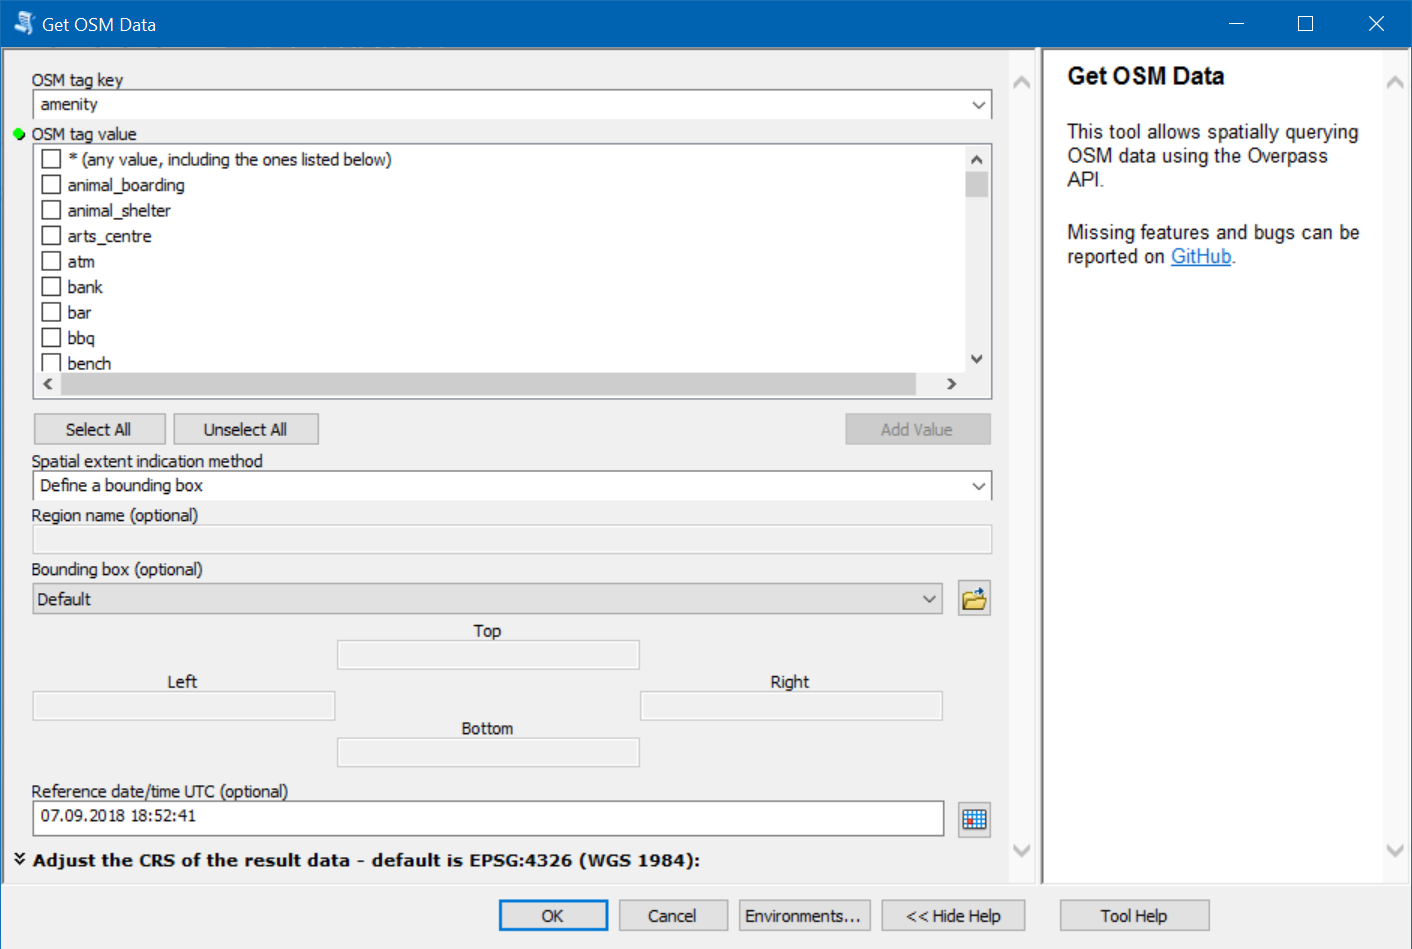 Get OSM Data
OSM tag key
amenity
OSM tag value
* (any value, including the ones listed below)
animal_boarding
animal_shelter
arts_centre
atm
bank
bar
bbq
bench
Select All
Unselect All
Add Value
Spatial extent indication method
Define a bounding box
Region name (optional)
Bounding box (optional)
Default
Top
Left
Right
Bottom
Reference date/time UTC (optional)
07.09.2018 18:52:41
Adjust the CRS of the result data - default is EPSG:4326 (WGS 1984):
Get OSM Data
This tool allows spatially querying
OSM data using the Overpass
API.
Missing features and bugs can be
reported on GitHub.
OK
Cancel
Environments...
<< Hide Help
Tool Help